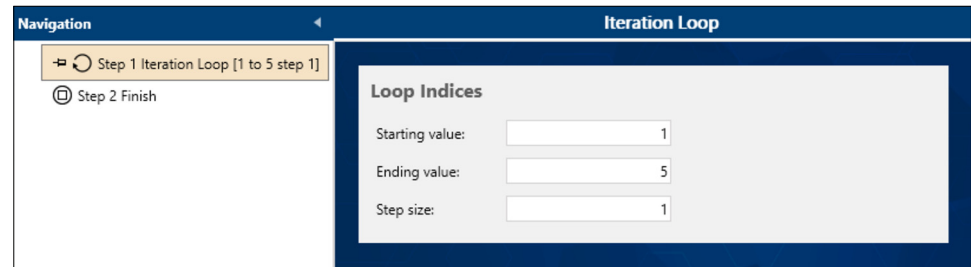 Navigation
Iteration Loop
Step 1 Iteration Loop [1 to 5 step 1]
Step 2 Finish
Loop Indices
Starting value: 1
Ending value: 5
Step size: 1